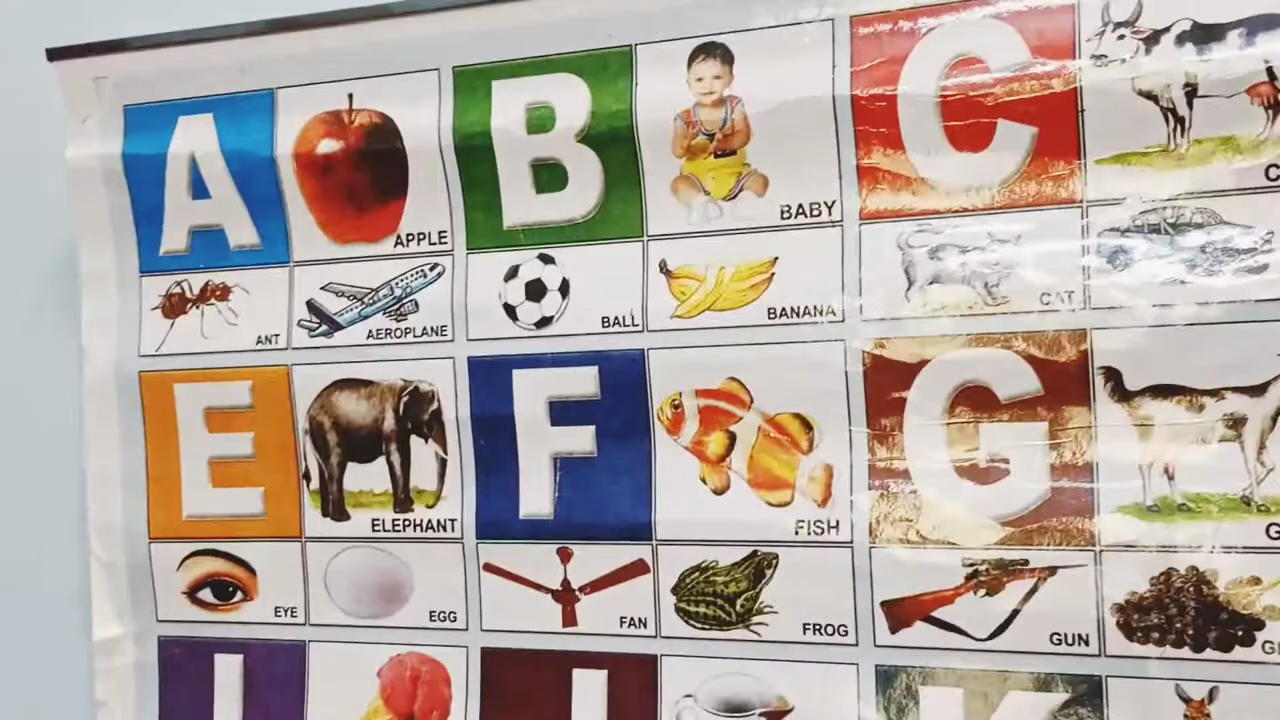 A
APPLE
B
BABY
C
ANT
AEROPLANE
BALL
BANANA
CAT
E
ELEPHANT
F
FISH
G
EYE
EGG
FAN
FROG
GUN